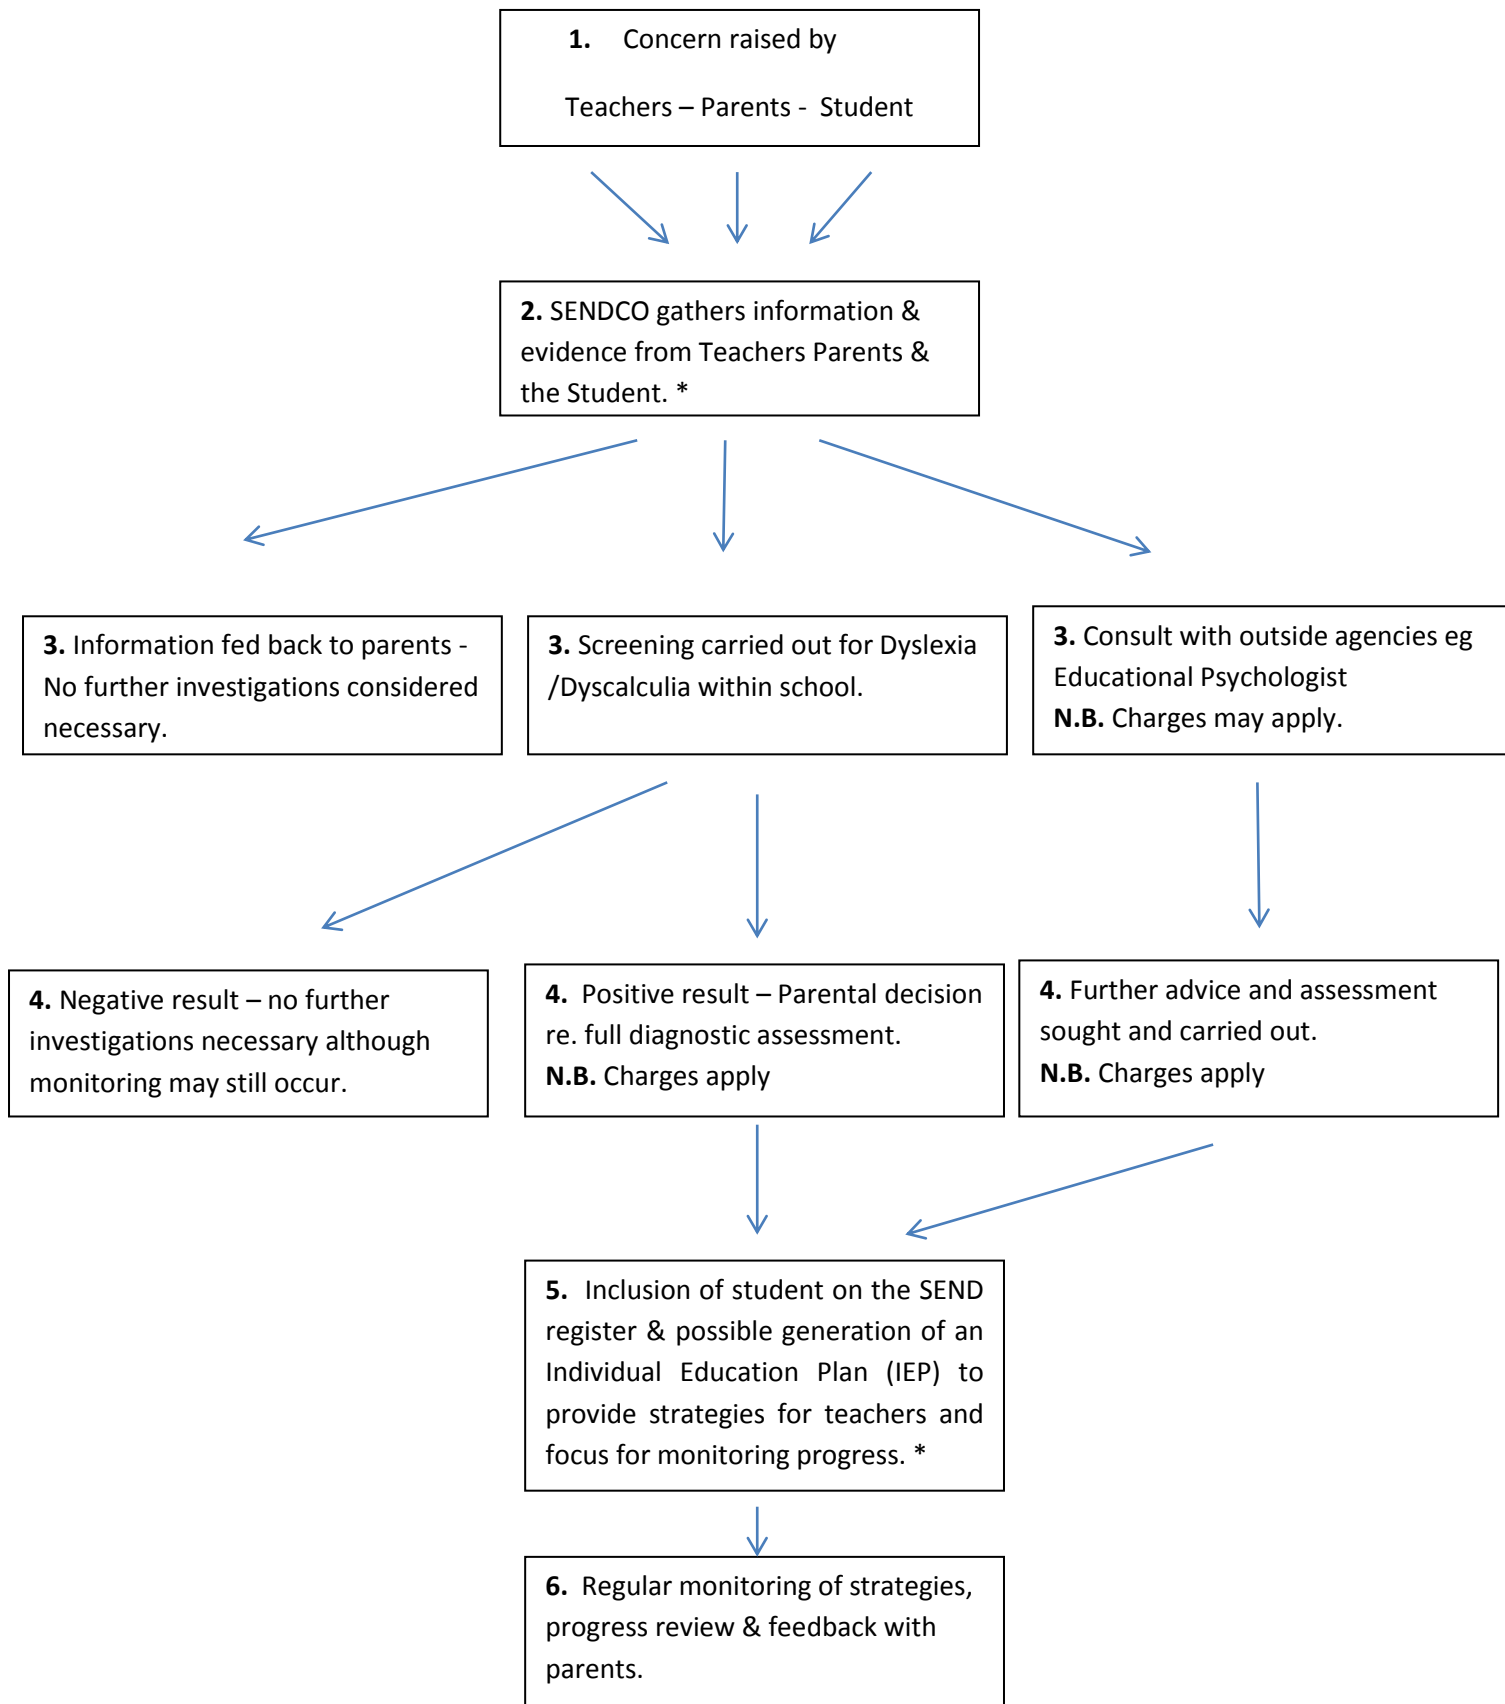 1. Concern raised by
Teachers – Parents - Student
2. SENDCO gathers information &
evidence from Teachers Parents &
the Student. *
3. Information fed back to parents -
No further investigations considered
necessary.
3. Screening carried out for Dyslexia
/Dyscalculia within school.
3. Consult with outside agencies eg
Educational Psychologist
N.B. Charges may apply.
4. Negative result – no further
investigations necessary although
monitoring may still occur.
4. Positive result – Parental decision
re. full diagnostic assessment.
N.B. Charges apply
4. Further advice and assessment
sought and carried out.
N.B. Charges apply
5. Inclusion of student on the SEND
register & possible generation of an
Individual Education Plan (IEP) to
provide strategies for teachers and
focus for monitoring progress. *
6. Regular monitoring of strategies,
progress review & feedback with
parents.